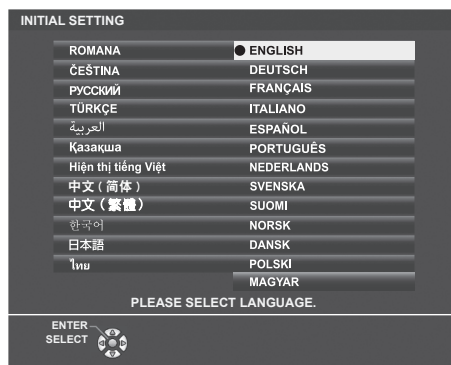 INITIAL SETTING
ROMANA
ČEŠTINA
РУССКИЙ
TÜRKÇE
العربية
Қазақша
Hiện thị tiếng Việt
中文 ( 简体 )
中文 ( 繁體 )
한국어
日本語
ไทย
ENGLISH
DEUTSCH
FRANÇAIS
ITALIANO
ESPAÑOL
PORTUGUÊS
NEDERLANDS
SVENSKA
SUOMI
NORSK
DANSK
POLSKI
MAGYAR
PLEASE SELECT LANGUAGE.
ENTER
SELECT